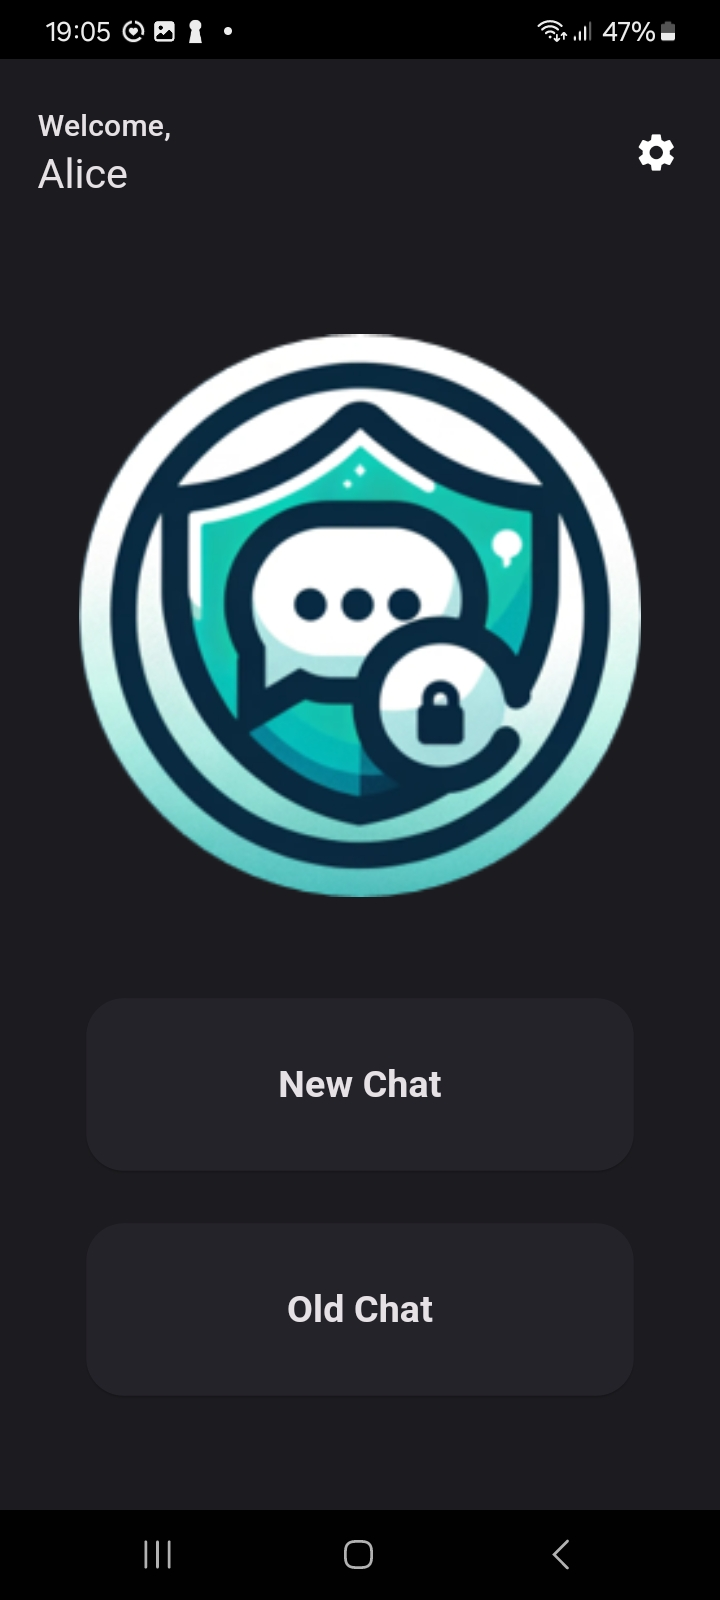 19:05 47%
Welcome,
Alice
New Chat
Old Chat